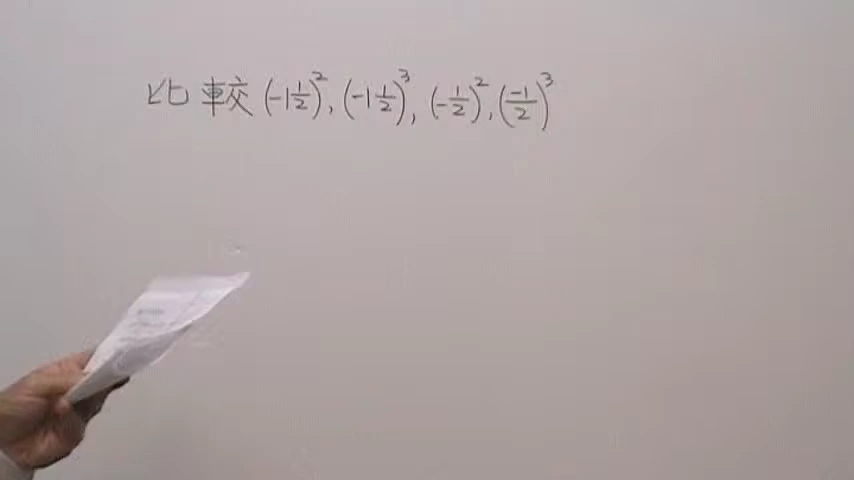 比較 (-1½)², (-1½)³, (-½)², (-1/2)³